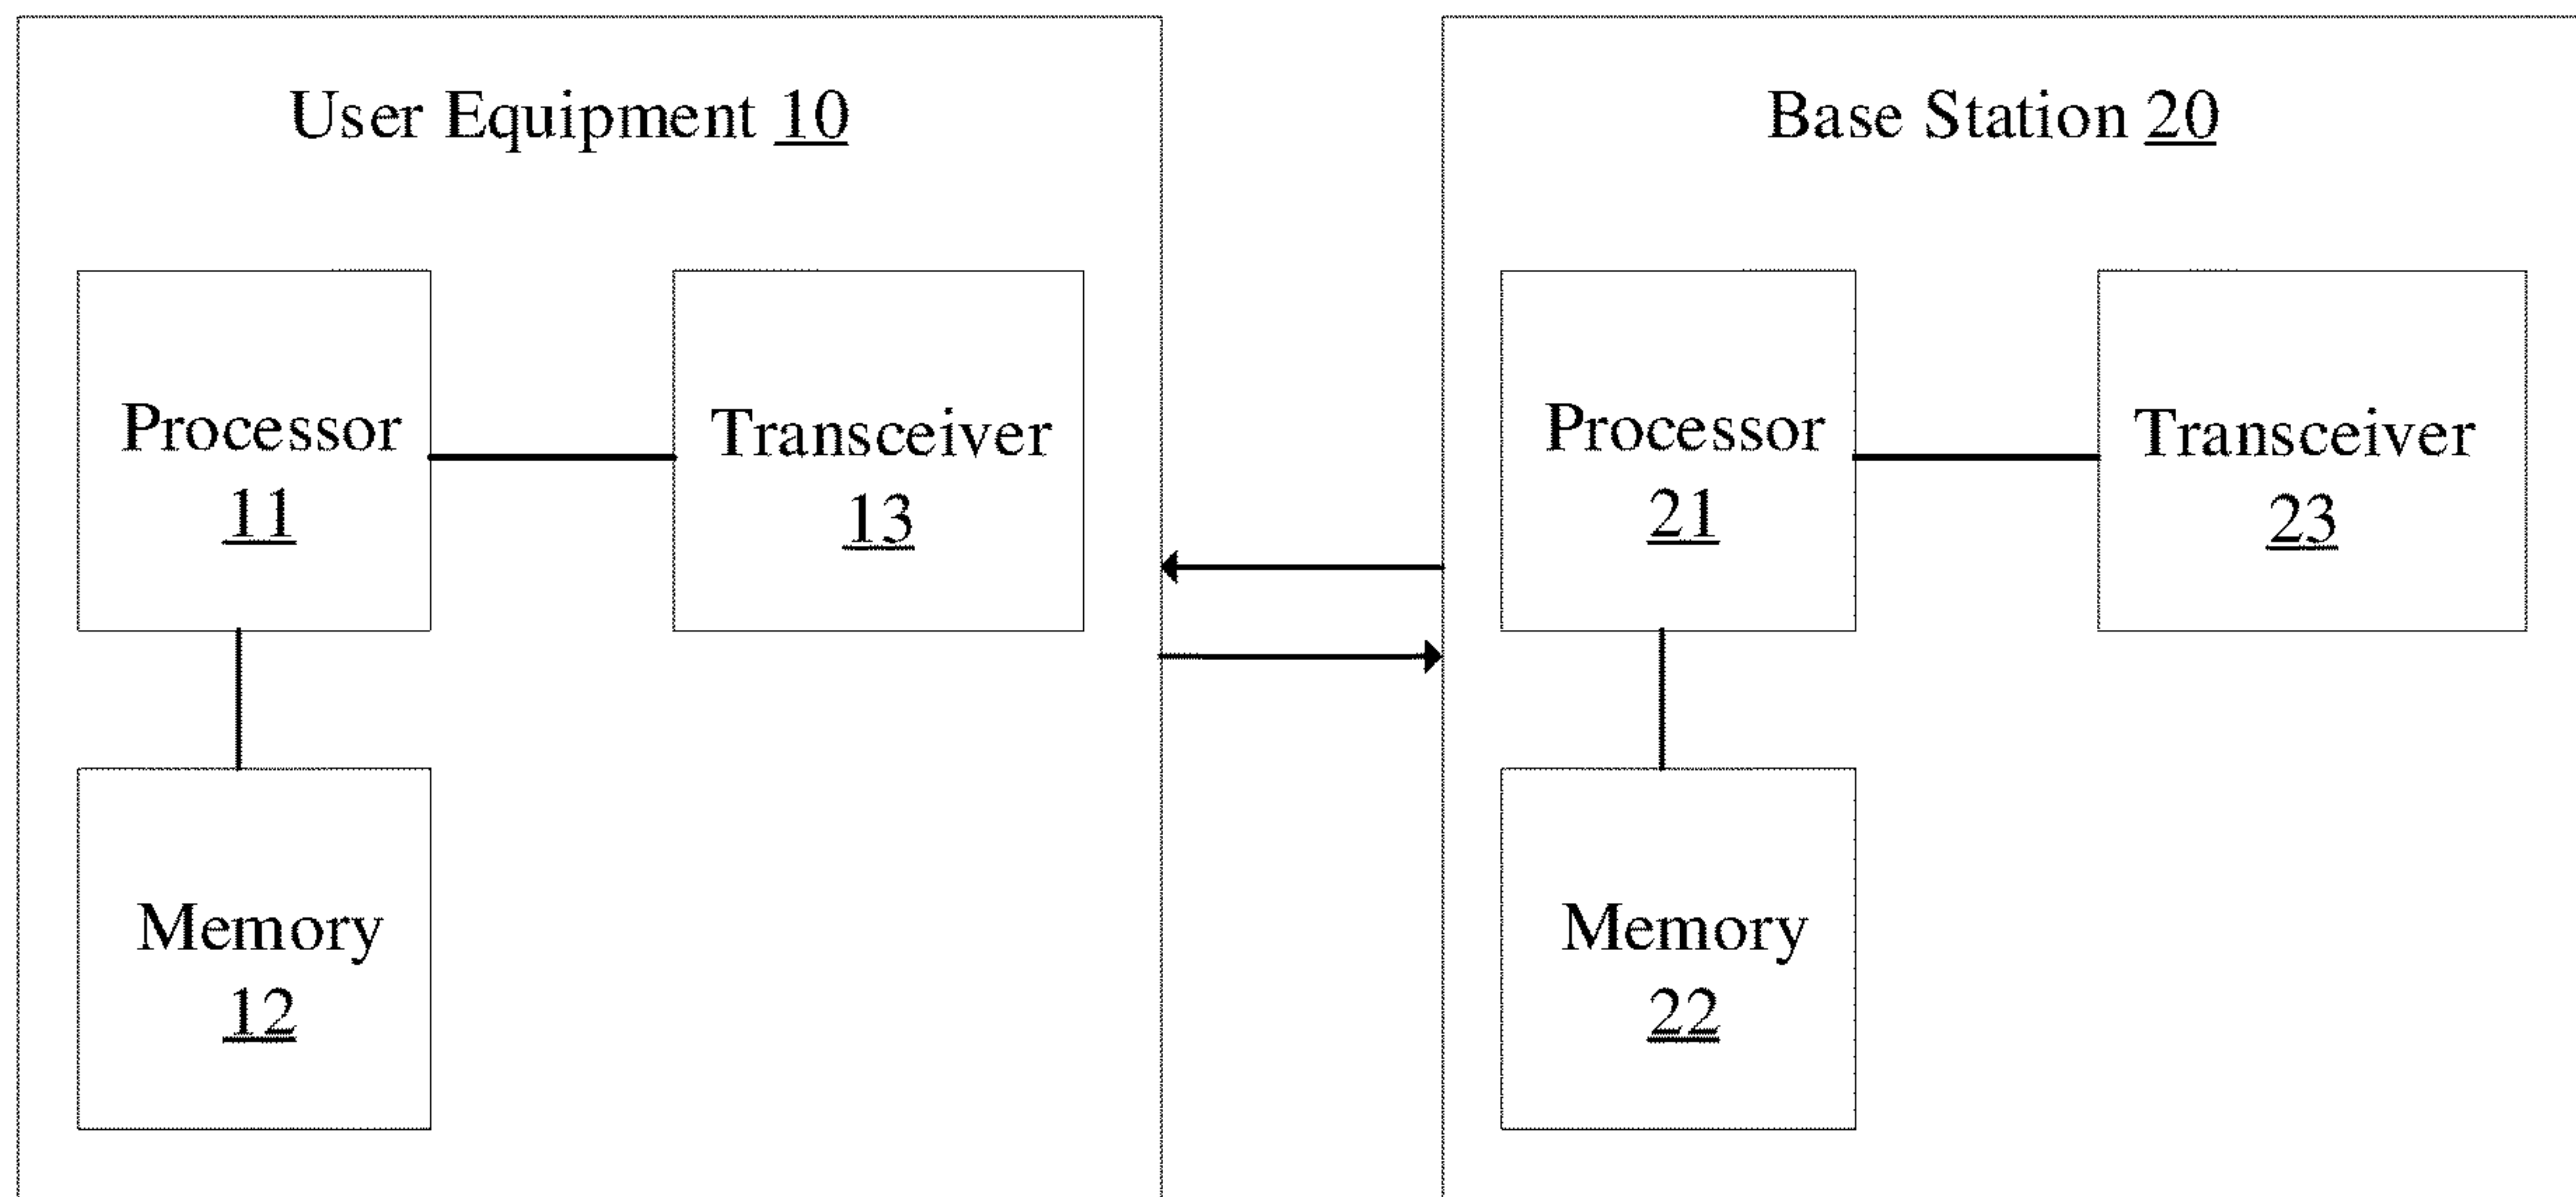 User Equipment 10
Base Station 20
Processor
11
Transceiver
13
Processor
21
Transceiver
23
Memory
12
Memory
22